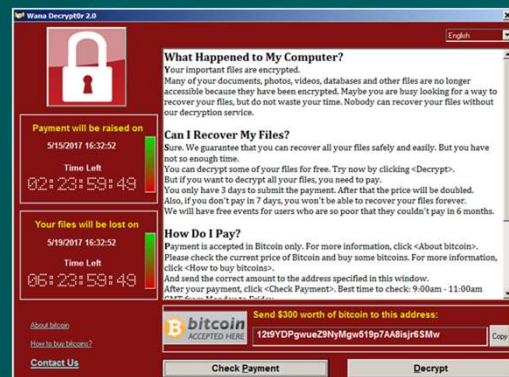 Wana Decrypt0r 2.0
English
What Happened to My Computer?
Your important files are encrypted.
Many of your documents, photos, videos, databases and other files are no longer
accessible because they have been encrypted. Maybe you are busy looking for a way to
recover your files, but do not waste your time. Nobody can recover your files without
our decryption service.
Can I Recover My Files?
Sure. We guarantee that you can recover all your files safely and easily. But you have
not so enough time.
You can decrypt some of your files for free. Try now by clicking <Decrypt>.
But if you want to decrypt all your files, you need to pay.
You only have 3 days to submit the payment. After that the price will be doubled.
Also, if you don't pay in 7 days, you won't be able to recover your files forever.
We will have free events for users who are so poor that they couldn't pay in 6 months.
How Do I Pay?
Payment is accepted in Bitcoin only. For more information, click <About bitcoin>.
Please check the current price of Bitcoin and buy some bitcoins. For more information,
click <How to buy bitcoins>.
And send the correct amount to the address specified in this window.
After your payment, click <Check Payment>. Best time to check: 9:00am - 11:00am
GMT from Monday to Friday.
Payment will be raised on
5/15/2017 16:32:52
Time Left
02:23:59:49
Your files will be lost on
5/19/2017 16:32:52
Time Left
06:23:59:49
About bitcoin
How to buy bitcoins?
Contact Us
bitcoin
ACCEPTED HERE
Send $300 worth of bitcoin to this address:
12t9YDPgwueZ9NyMgw519p7AA8isjr6SMw
Copy
Check Payment
Decrypt